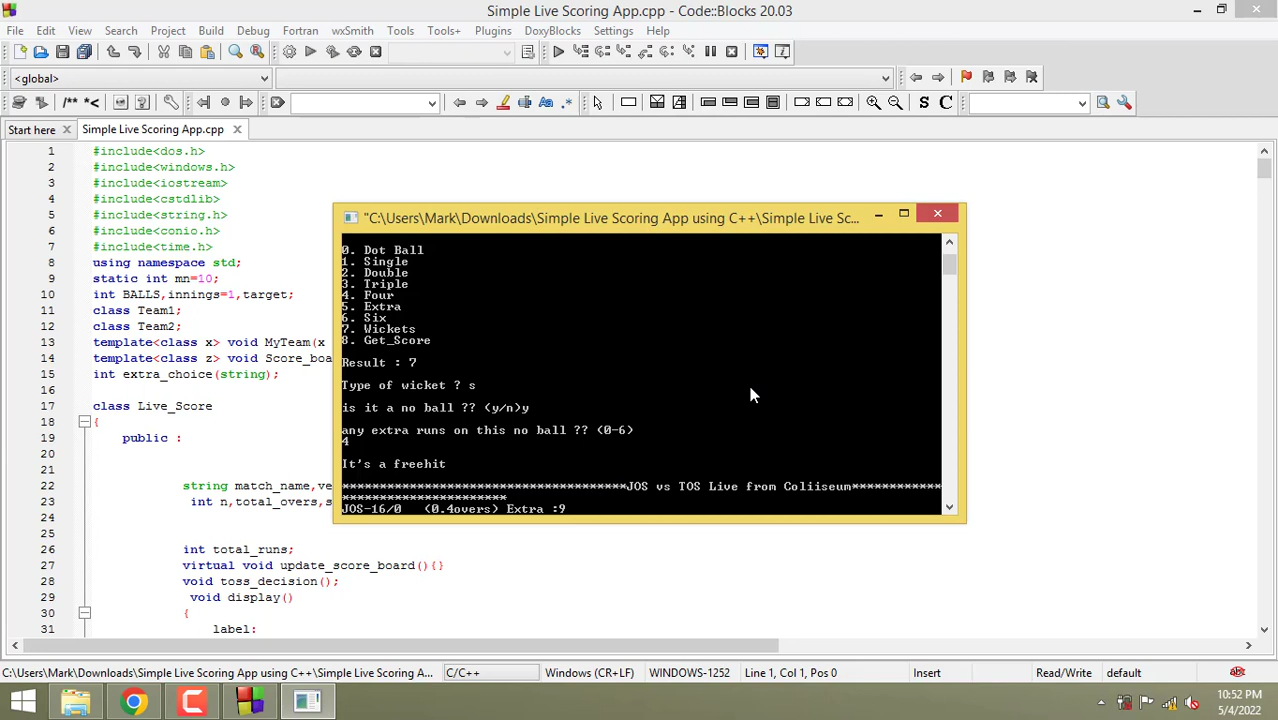 Simple Live Scoring App.cpp - Code::Blocks 20.03
File Edit View Search Project Build Debug Fortran wxSmith Tools Tools+ Plugins DoxyBlocks Settings Help
<global>
/** *<
Aa .*
S C
Start here Simple Live Scoring App.cpp
1 #include<dos.h>
2 #include<windows.h>
3 #include<iostream>
4 #include<cstdlib>
5 #include<string.h>
6 #include<conio.h>
7 #include<time.h>
8 using namespace std;
9 static int mn=10;
10 int BALLS,innings=1,target;
11 class Team1;
12 class Team2;
13 template<class x> void MyTeam(x
14 template<class z> void Score_boa
15 int extra_choice(string);
16
17 class Live_Score
18 {
19 public :
20
21
22 string match_name,ve
23 int n,total_overs,s
24
25
26 int total_runs;
27 virtual void update_score_board(){}
28 void toss_decision();
29 void display()
30 {
31 label:
"C:\Users\Mark\Downloads\Simple Live Scoring App using C++\Simple Live Sc...
0. Dot Ball
1. Single
2. Double
3. Triple
4. Four
5. Extra
6. Six
7. Wickets
8. Get_Score
Result : 7
Type of wicket ? s
is it a no ball ?? (y/n)y
any extra runs on this no ball ?? (0-6)
4
It's a freehit
**************************************JOS vs TOS Live from Coliiseum************
**********************
JOS-16/0 (0.4overs) Extra :9
C:\Users\Mark\Downloads\Simple Live Scoring App using C++\Simple Live Scoring A... C/C++ Windows (CR+LF) WINDOWS-1252 Line 1, Col 1, Pos 0 Insert Read/Write default
10:52 PM
5/4/2022